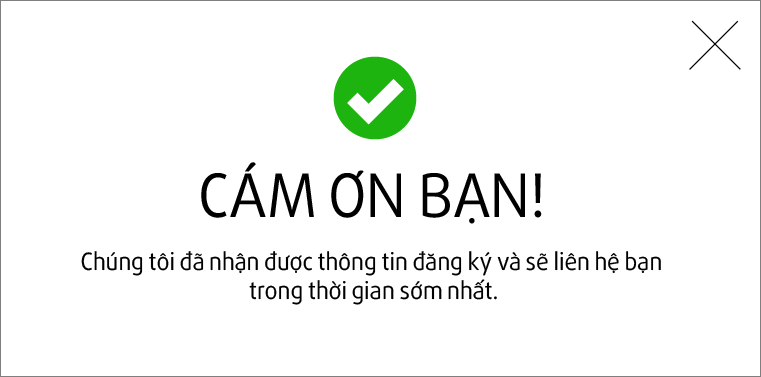 CÁM ƠN BẠN!
Chúng tôi đã nhận được thông tin đăng ký và sẽ liên hệ bạn
trong thời gian sớm nhất.